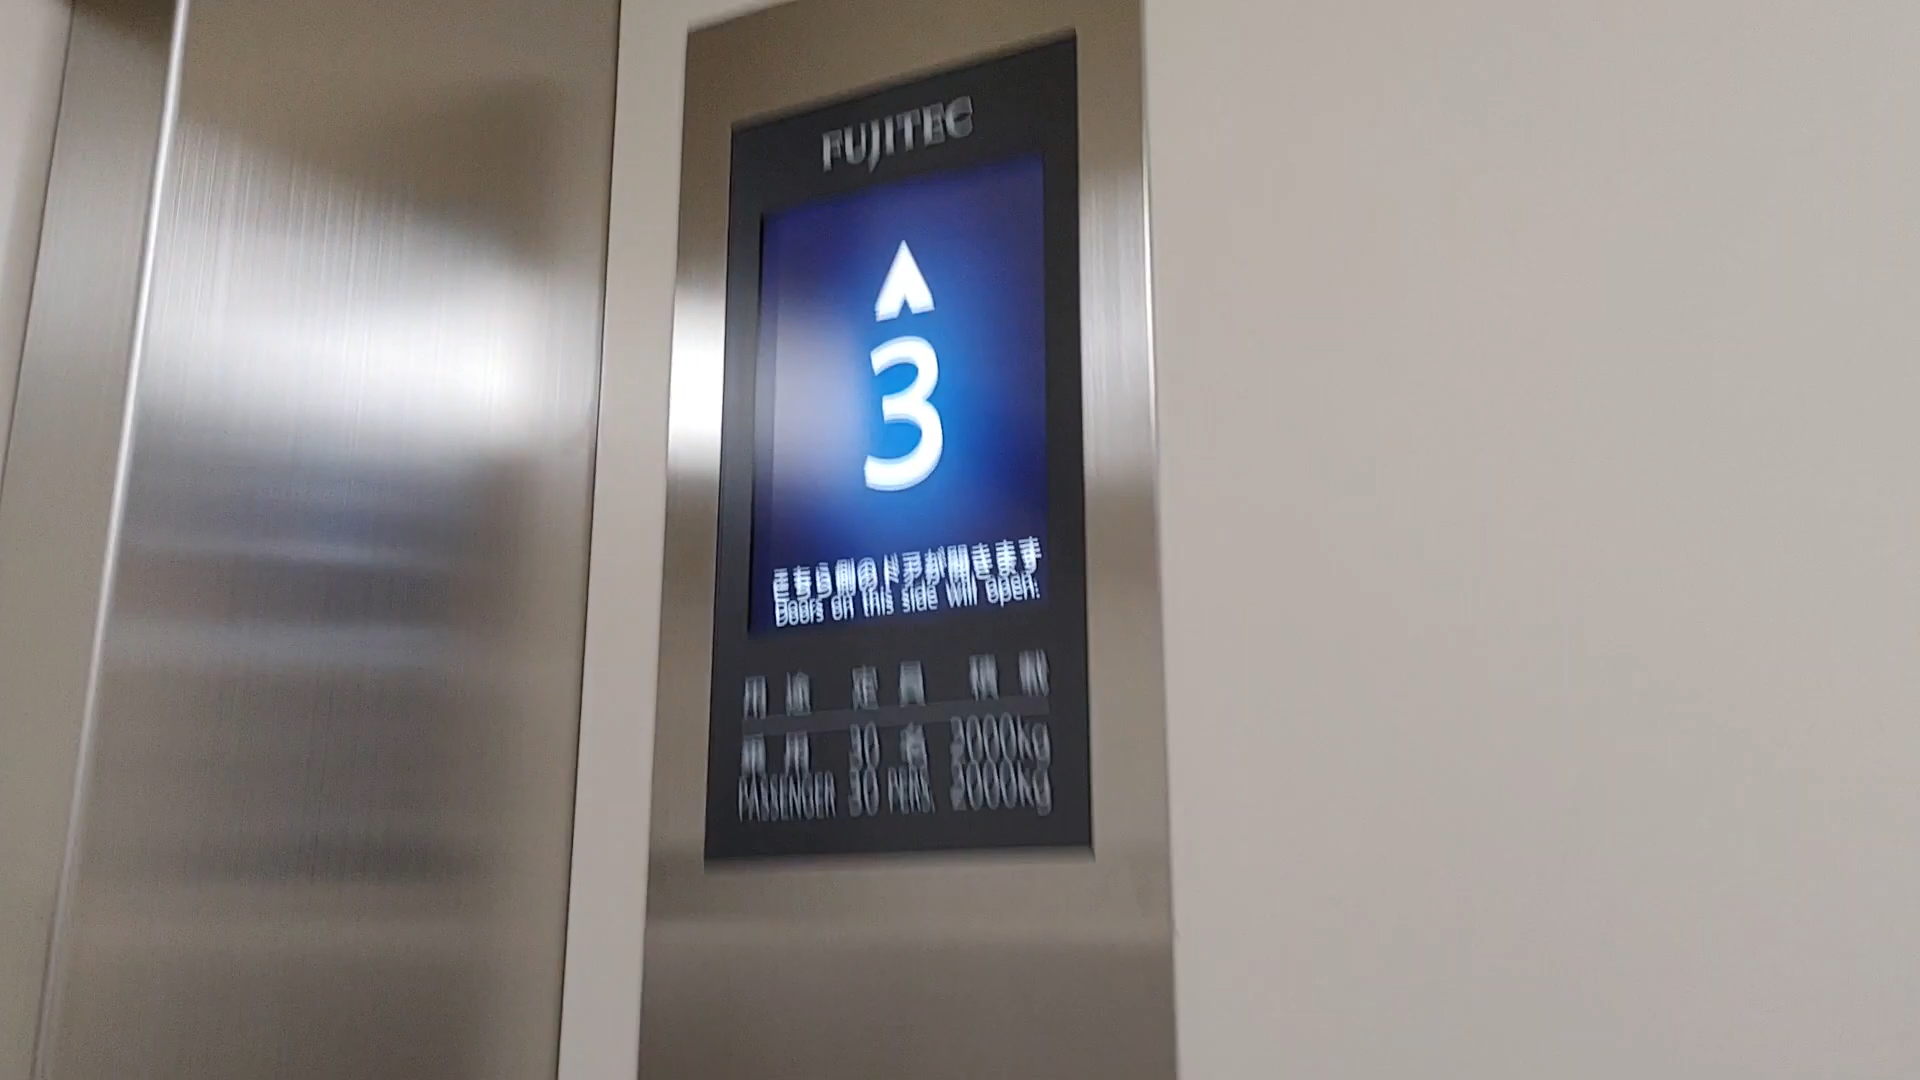 FUJITEC
3
こちら側のドアが開きます
Doors on this side will open.
用途 定員 積載
乗用 30名 2000kg
PASSENGER 30 PERS. 2000kg